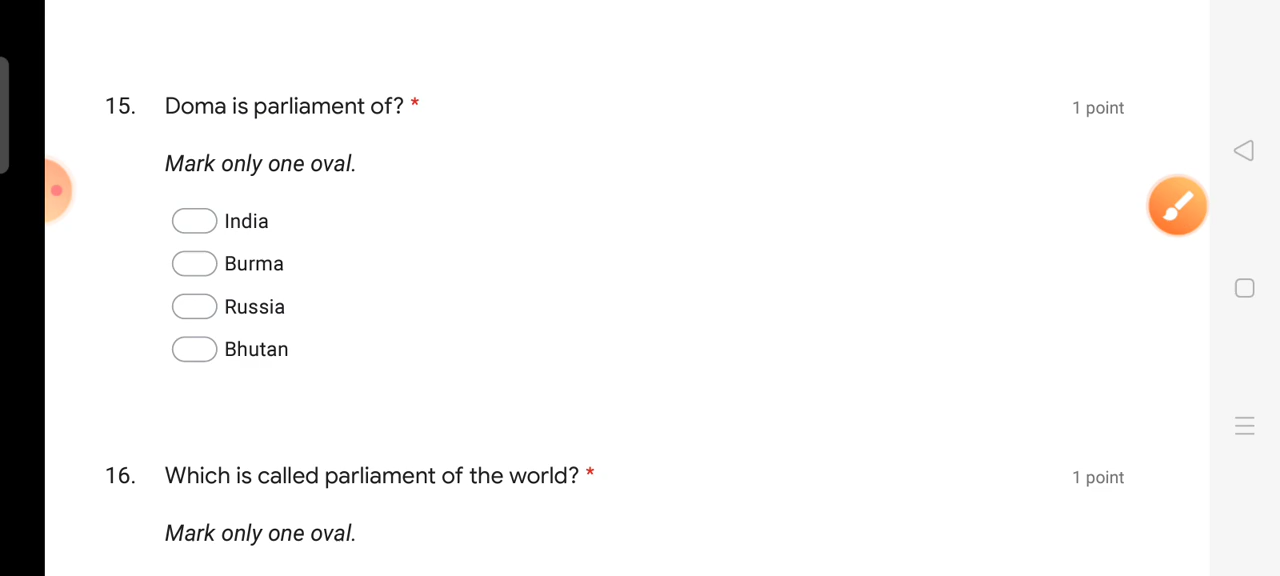 15. Doma is parliament of? * 1 point
Mark only one oval.
India
Burma
Russia
Bhutan
16. Which is called parliament of the world? * 1 point
Mark only one oval.